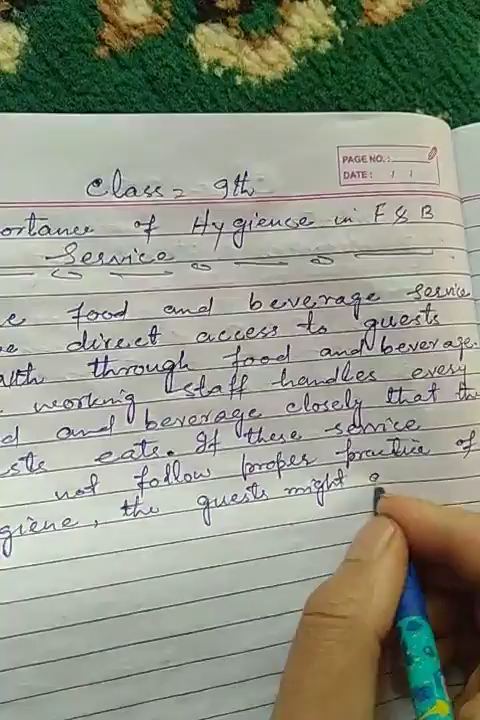 PAGE NO.:
DATE: / /
Class = 9th
ortance of Hygiense in F & B
Service
e food and beverage service
e direct access to guests
alth through food and beverage.
working staff handles every
d and beverage closely that th
sts eats. If these service
not follow proper practice of
giene, the guests might